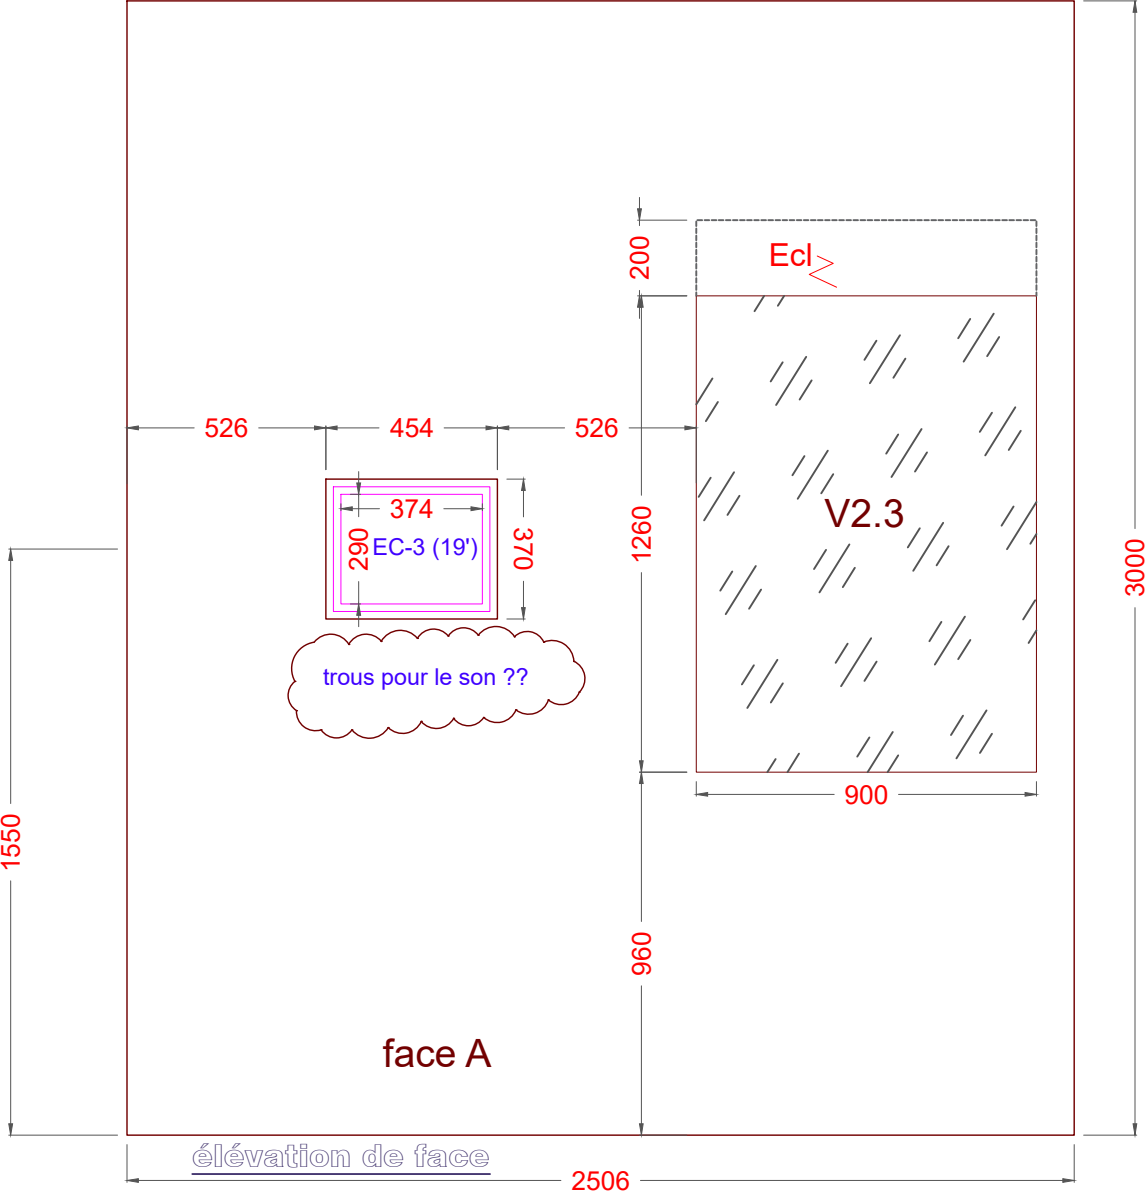 200
Ecl
526
454
526
374
290
EC-3 (19')
370
1260
V2.3
3000
trous pour le son ??
900
1550
960
face A
élévation de face
2506